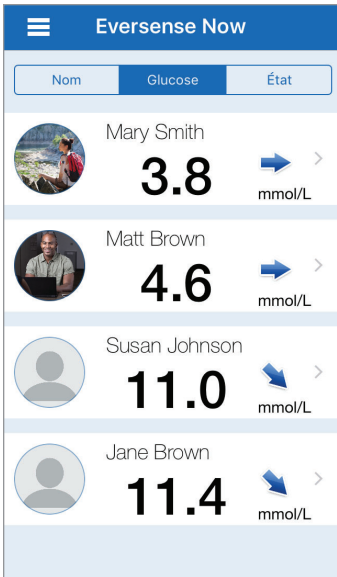 Eversense Now
Nom Glucose État
Mary Smith
3.8
mmol/L
Matt Brown
4.6
mmol/L
Susan Johnson
11.0
mmol/L
Jane Brown
11.4
mmol/L